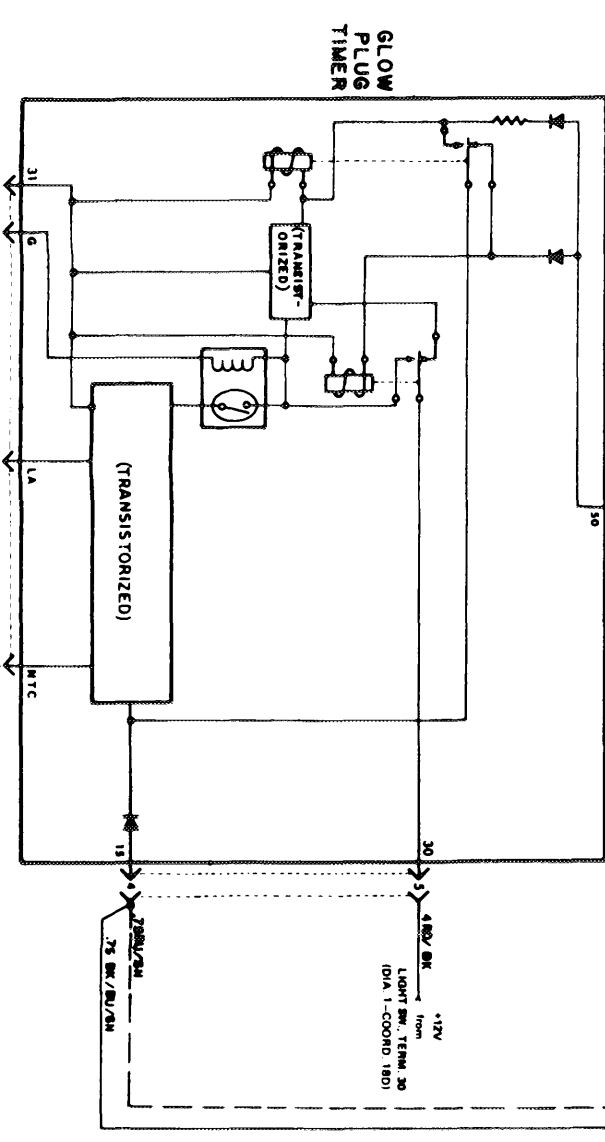 GLOW
PLUG
TIMER
(TRANSIST-
ORIZED)
31
G
50
(TRANSISTORIZED)
LA
NTC
15
30
4
5
4 RD/BK
+12V
from
LIGHT SW., TERM. 30
(DIA. 1-COORD. 18D)
.75 BK/BU/GN